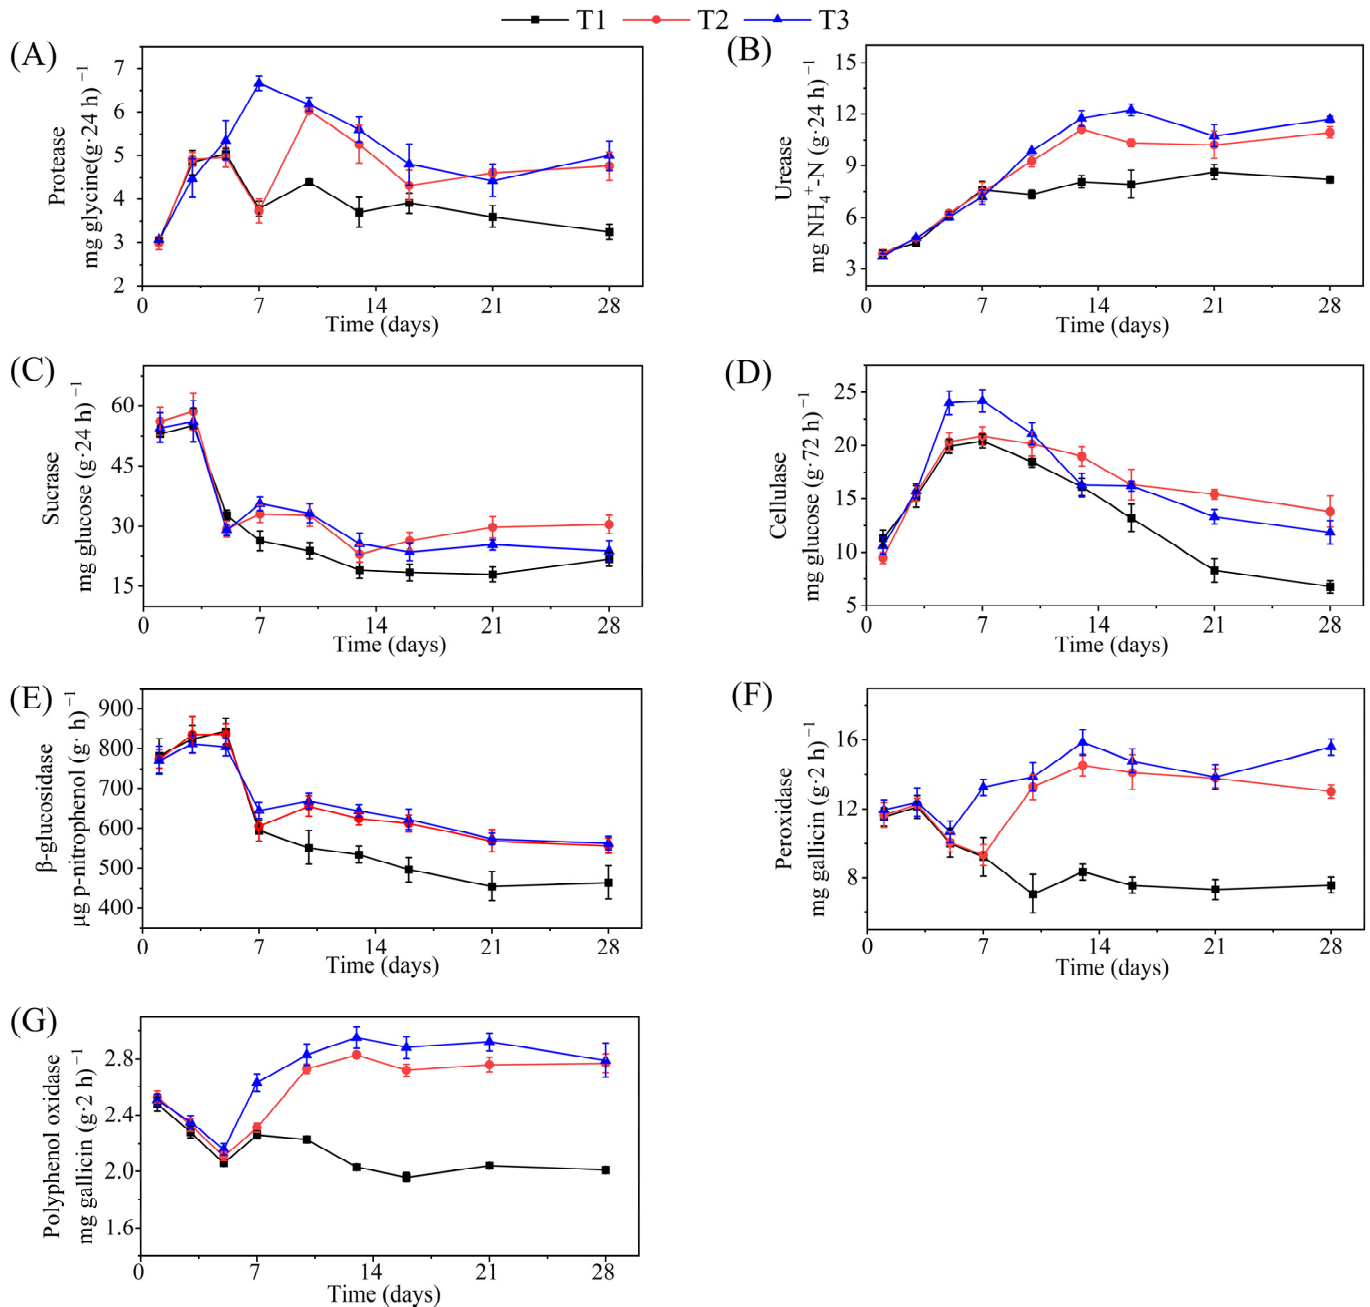 T1 T2 T3
(A)
Protease
mg glycine(g·24 h) ⁻¹
7
6
5
4
3
2
0 7 14 21 28
Time (days)
(B)
Urease
mg NH₄⁺-N (g·24 h) ⁻¹
15
12
9
6
3
0 7 14 21 28
Time (days)
(C)
Sucrase
mg glucose (g·24 h) ⁻¹
60
45
30
15
0 7 14 21 28
Time (days)
(D)
Cellulase
mg glucose (g·72 h) ⁻¹
25
20
15
10
5
0 7 14 21 28
Time (days)
(E)
β-glucosidase
μg p-nitrophenol (g· h) ⁻¹
900
800
700
600
500
400
0 7 14 21 28
Time (days)
(F)
Peroxidase
mg gallicin (g·2 h) ⁻¹
16
12
8
0 7 14 21 28
Time (days)
(G)
Polyphenol oxidase
mg gallicin (g·2 h) ⁻¹
2.8
2.4
2.0
1.6
0 7 14 21 28
Time (days)